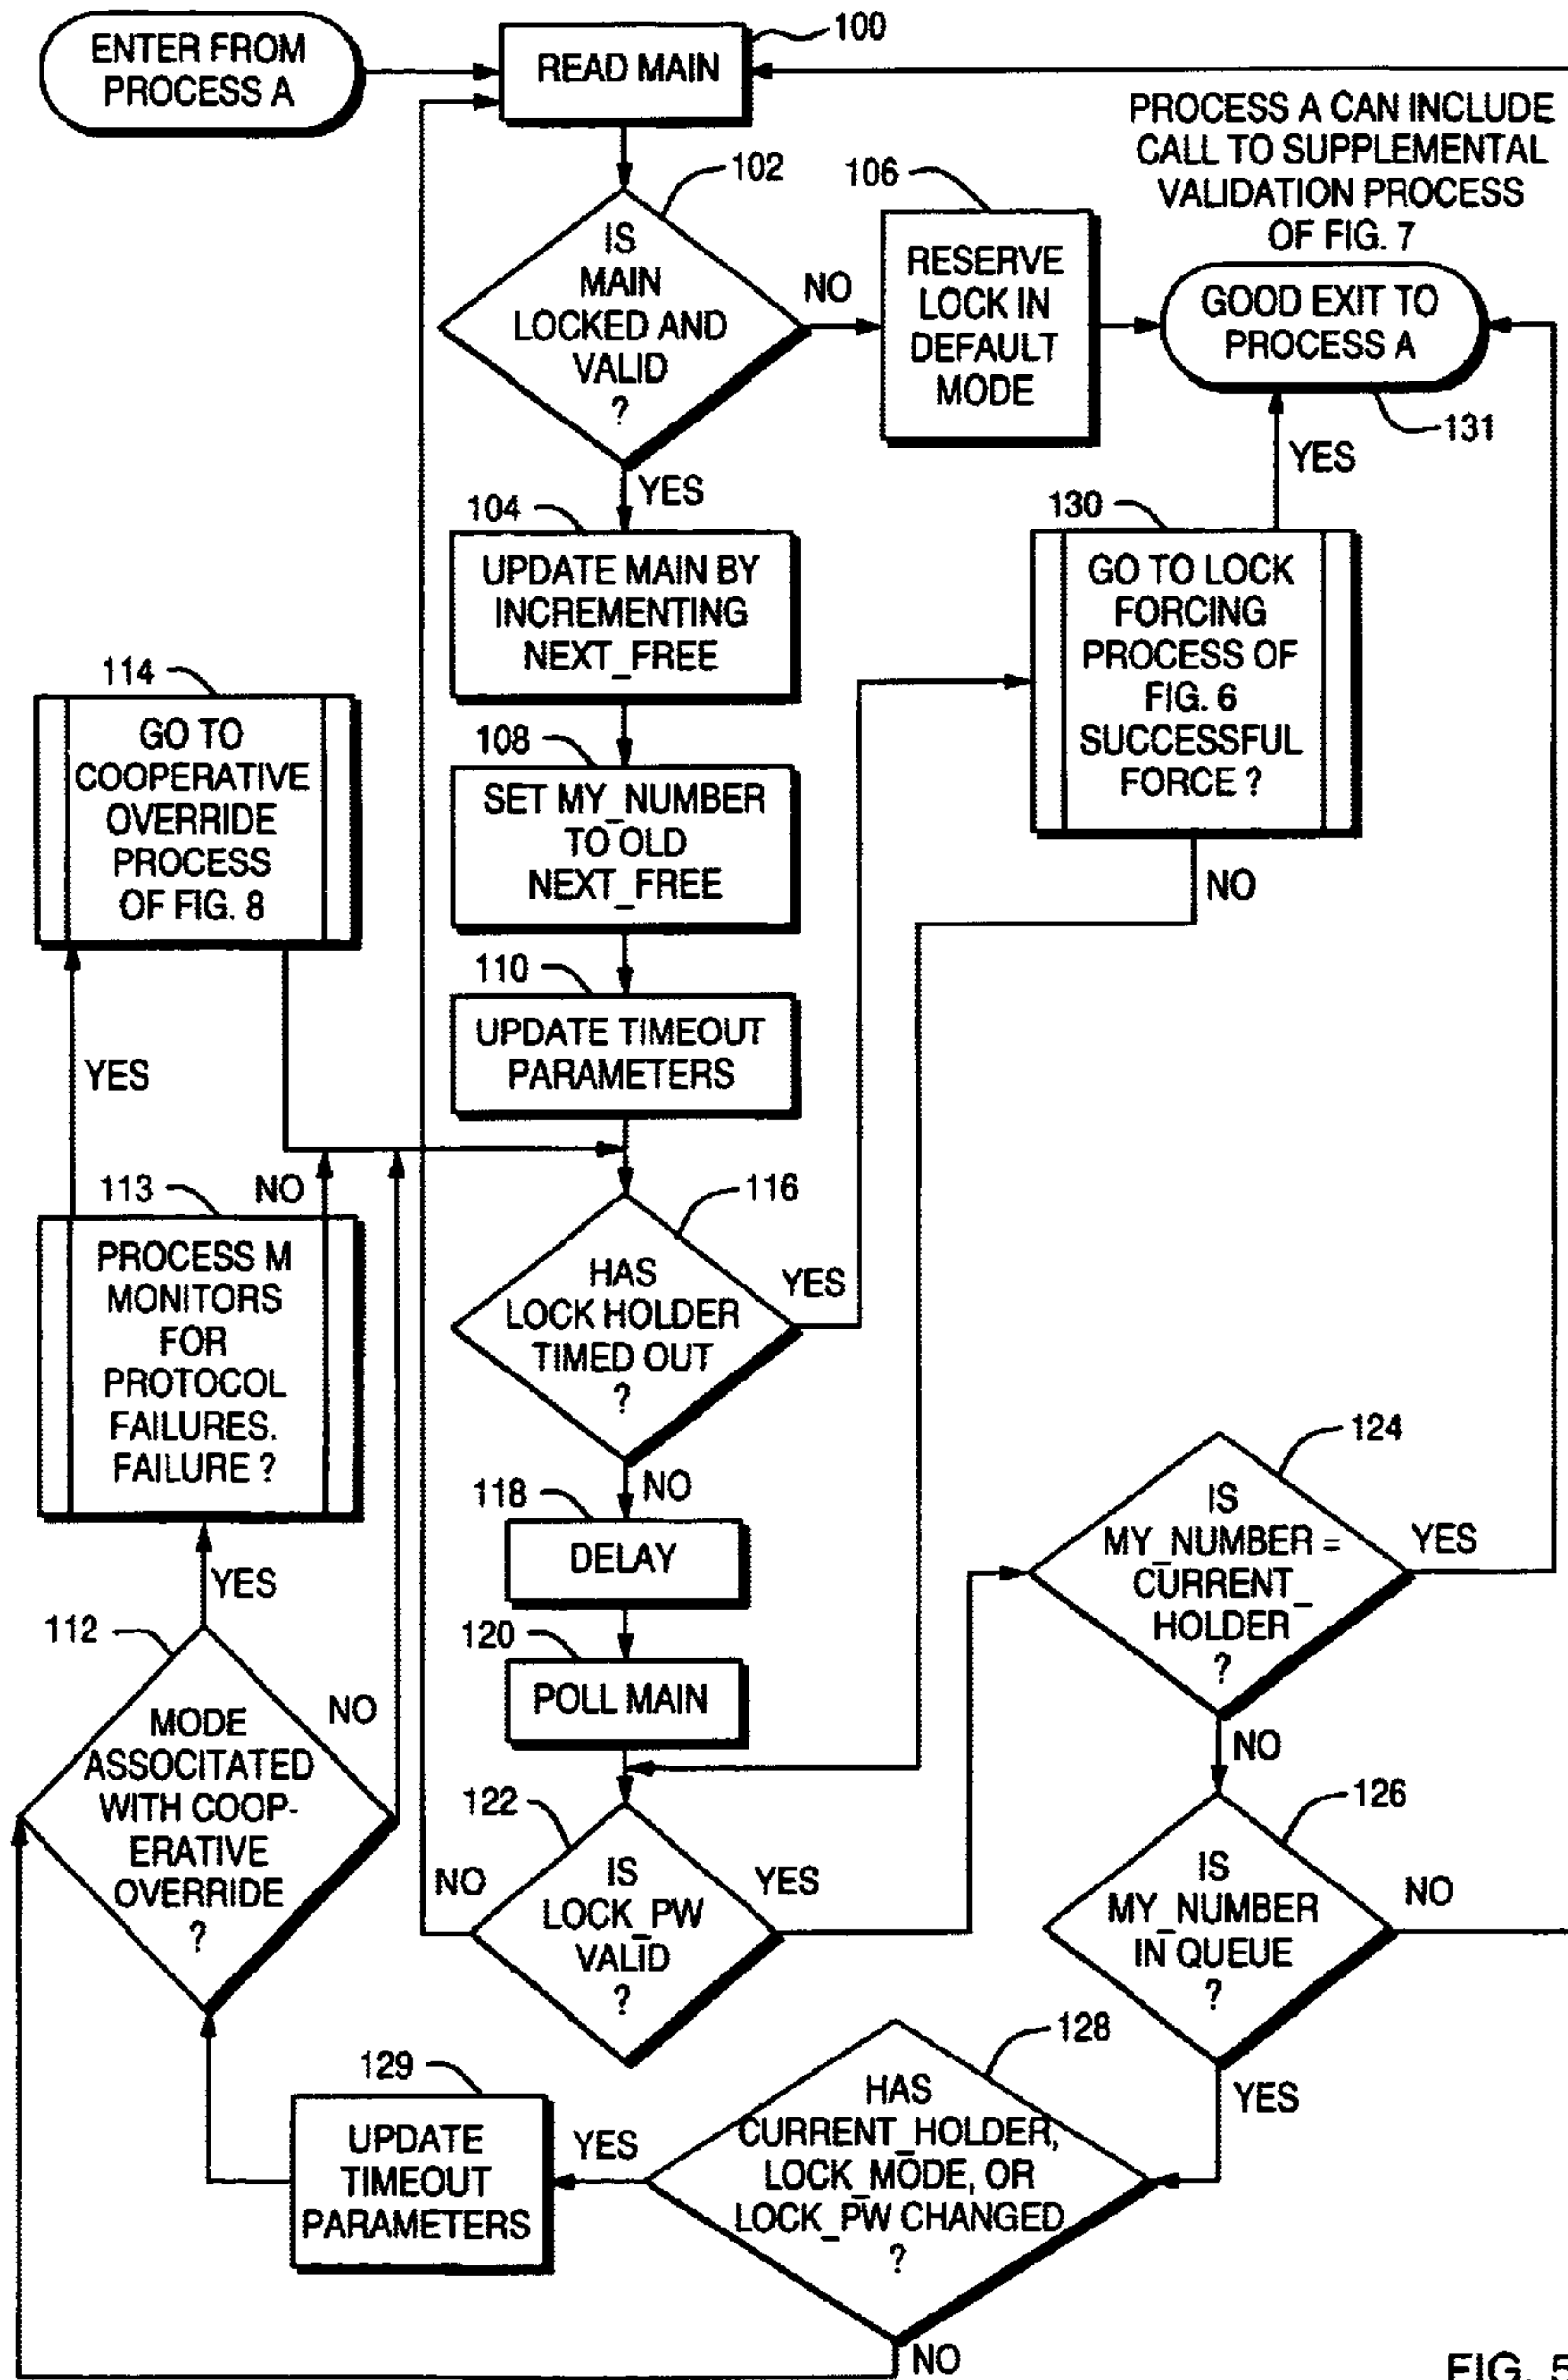 ENTER FROM
PROCESS A
READ MAIN
100
PROCESS A CAN INCLUDE
CALL TO SUPPLEMENTAL
VALIDATION PROCESS
OF FIG. 7
102
IS
MAIN
LOCKED AND
VALID
?
NO
106
RESERVE
LOCK IN
DEFAULT
MODE
GOOD EXIT TO
PROCESS A
131
YES
YES
104
UPDATE MAIN BY
INCREMENTING
NEXT_FREE
130
GO TO LOCK
FORCING
PROCESS OF
FIG. 6
SUCCESSFUL
FORCE ?
NO
114
GO TO
COOPERATIVE
OVERRIDE
PROCESS
OF FIG. 8
108
SET MY_NUMBER
TO OLD
NEXT_FREE
110
UPDATE TIMEOUT
PARAMETERS
YES
NO
113
PROCESS M
MONITORS
FOR
PROTOCOL
FAILURES.
FAILURE ?
116
HAS
LOCK HOLDER
TIMED OUT
?
YES
NO
118
DELAY
120
POLL MAIN
124
IS
MY_NUMBER =
CURRENT_
HOLDER
?
YES
NO
YES
112
MODE
ASSOCITATED
WITH COOP-
ERATIVE
OVERRIDE
?
NO
122
IS
LOCK_PW
VALID
?
NO
YES
126
IS
MY_NUMBER
IN QUEUE
?
NO
YES
128
HAS
CURRENT_HOLDER,
LOCK_MODE, OR
LOCK_PW CHANGED
?
YES
129
UPDATE
TIMEOUT
PARAMETERS
NO
FIG. 5